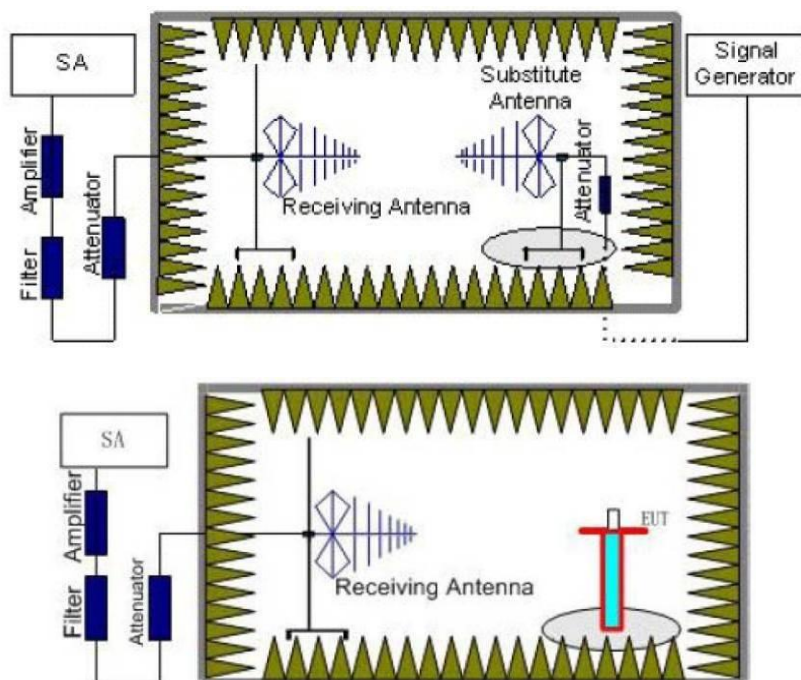 SA
Amplifier
Filter
Attenuator
Receiving Antenna
Substitute
Antenna
Attenuator
Signal
Generator
SA
Amplifier
Filter
Attenuator
Receiving Antenna
EUT